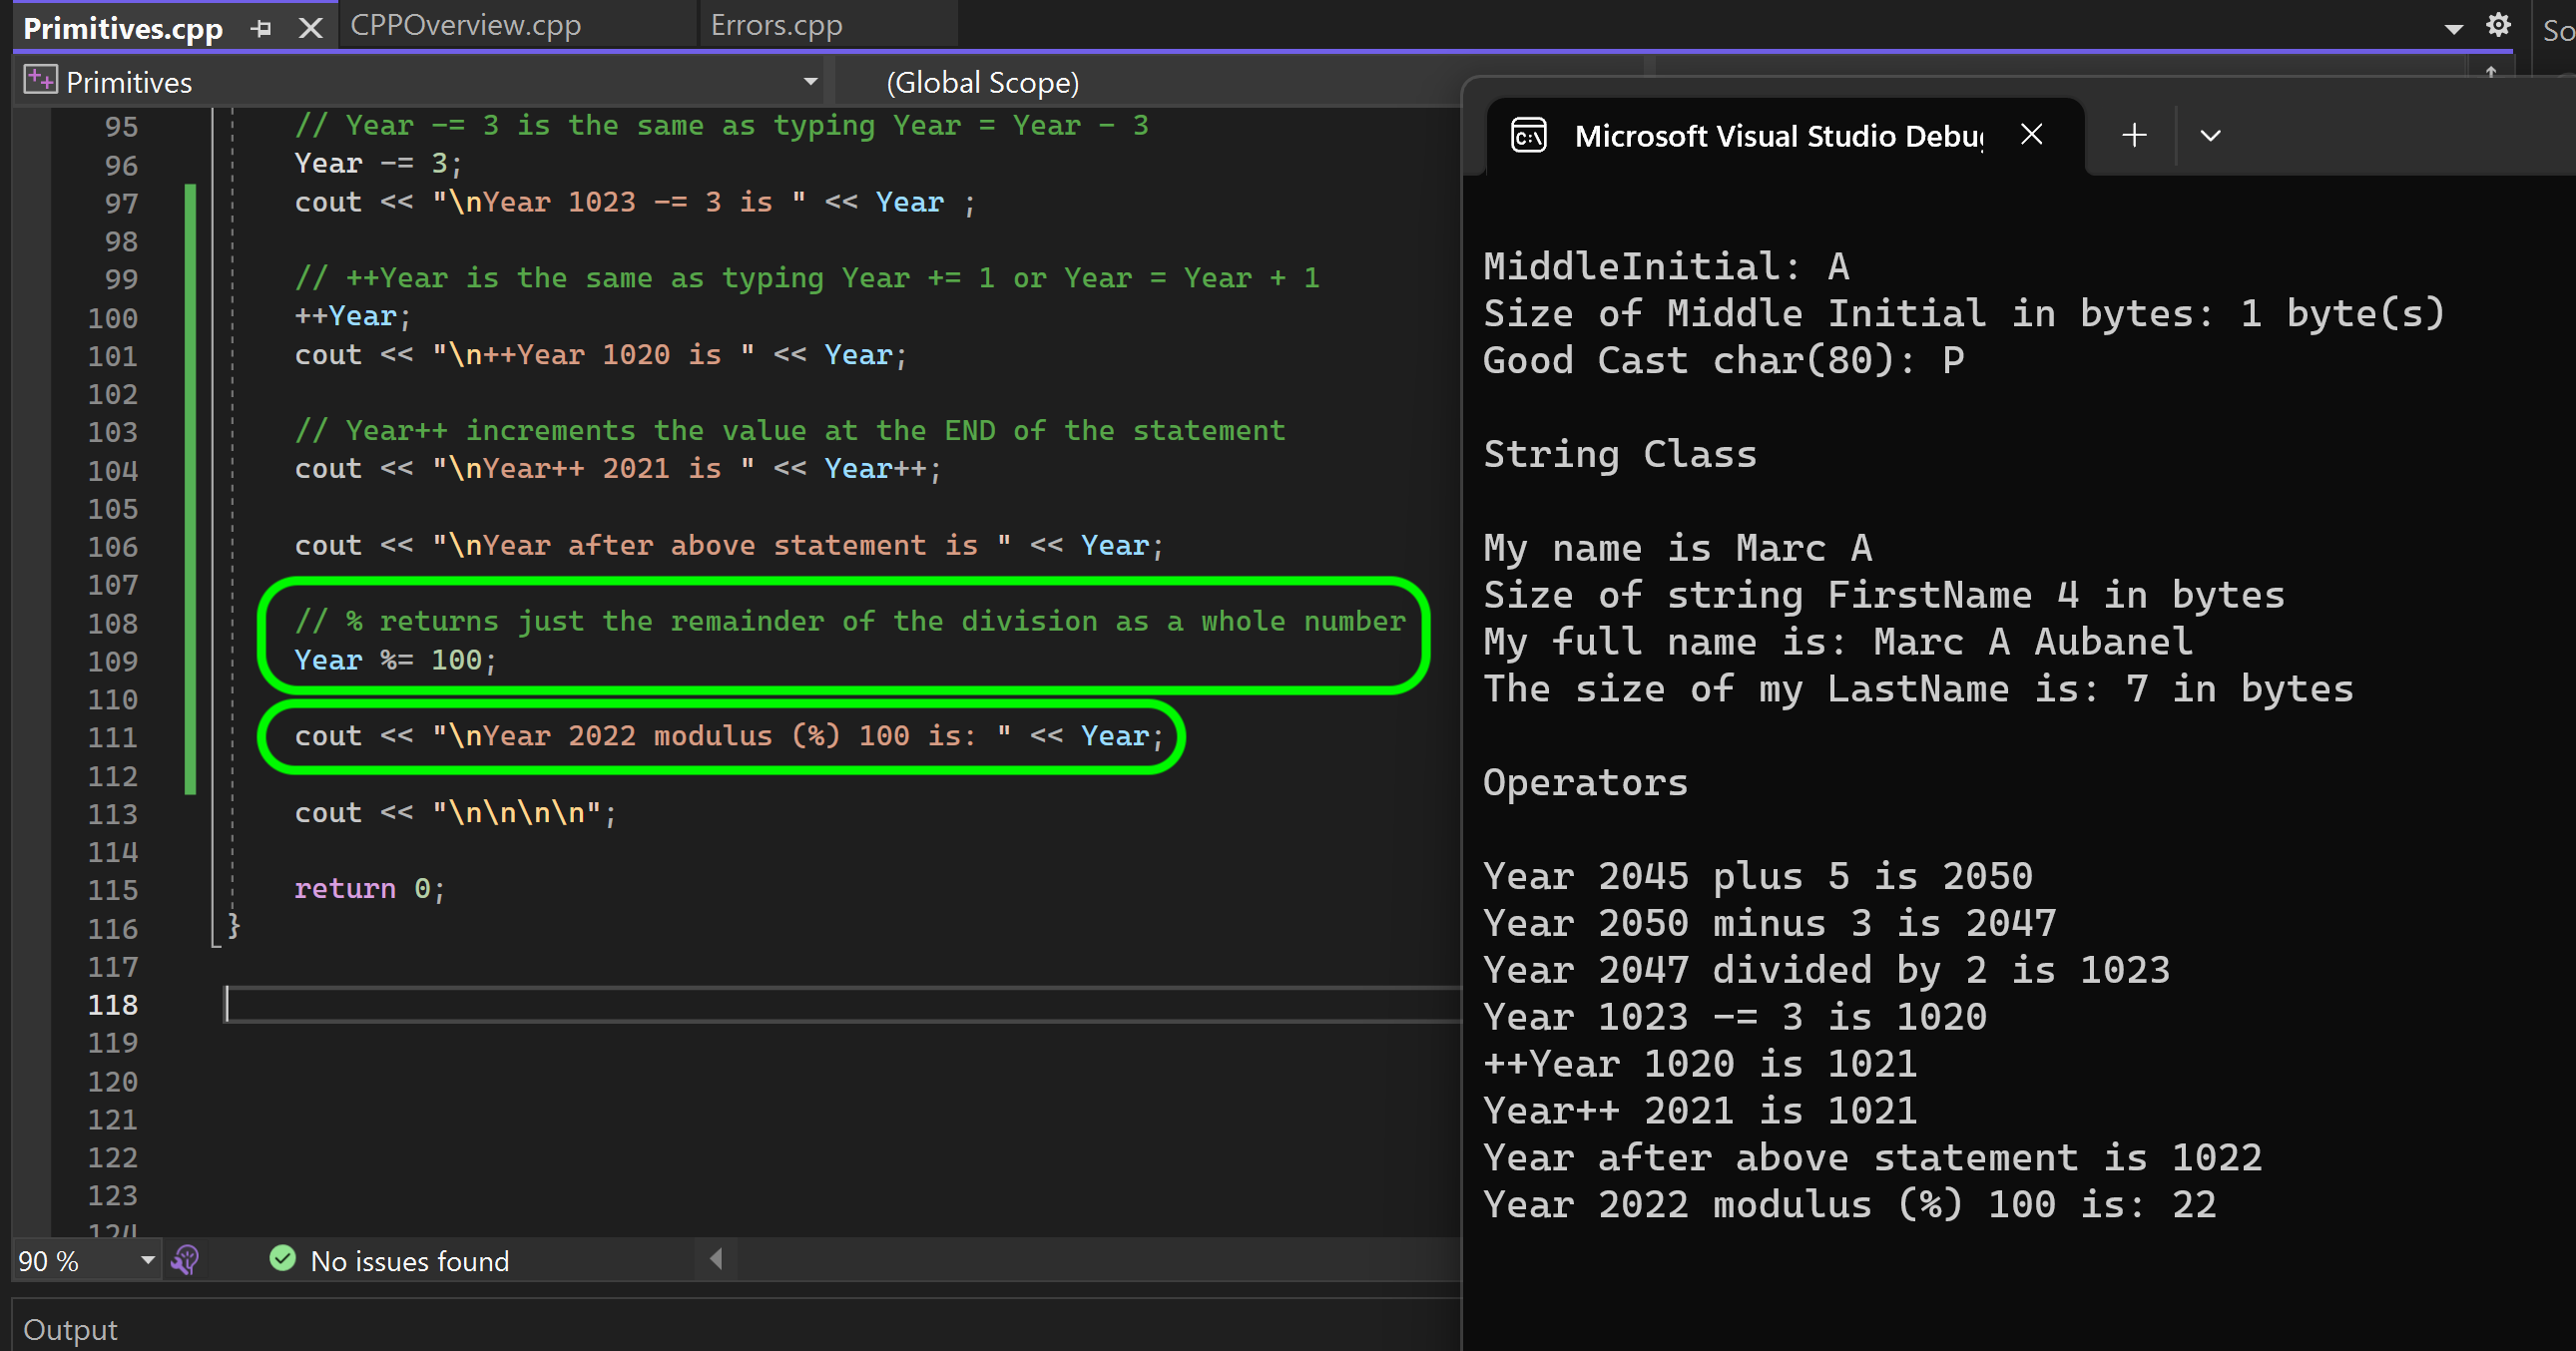 Primitives.cpp
CPPOverview.cpp
Errors.cpp
So
Primitives
(Global Scope)
95 // Year -= 3 is the same as typing Year = Year - 3
96 Year -= 3;
97 cout << "\nYear 1023 -= 3 is " << Year ;
98
99 // ++Year is the same as typing Year += 1 or Year = Year + 1
100 ++Year;
101 cout << "\n++Year 1020 is " << Year;
102
103 // Year++ increments the value at the END of the statement
104 cout << "\nYear++ 2021 is " << Year++;
105
106 cout << "\nYear after above statement is " << Year;
107
108 // % returns just the remainder of the division as a whole number
109 Year %= 100;
110
111 cout << "\nYear 2022 modulus (%) 100 is: " << Year;
112
113 cout << "\n\n\n\n";
114
115 return 0;
116 }
117
118
119
120
121
122
123
124
90 %
No issues found
Output
C:\
Microsoft Visual Studio Debu
MiddleInitial: A
Size of Middle Initial in bytes: 1 byte(s)
Good Cast char(80): P
String Class
My name is Marc A
Size of string FirstName 4 in bytes
My full name is: Marc A Aubanel
The size of my LastName is: 7 in bytes
Operators
Year 2045 plus 5 is 2050
Year 2050 minus 3 is 2047
Year 2047 divided by 2 is 1023
Year 1023 -= 3 is 1020
++Year 1020 is 1021
Year++ 2021 is 1021
Year after above statement is 1022
Year 2022 modulus (%) 100 is: 22